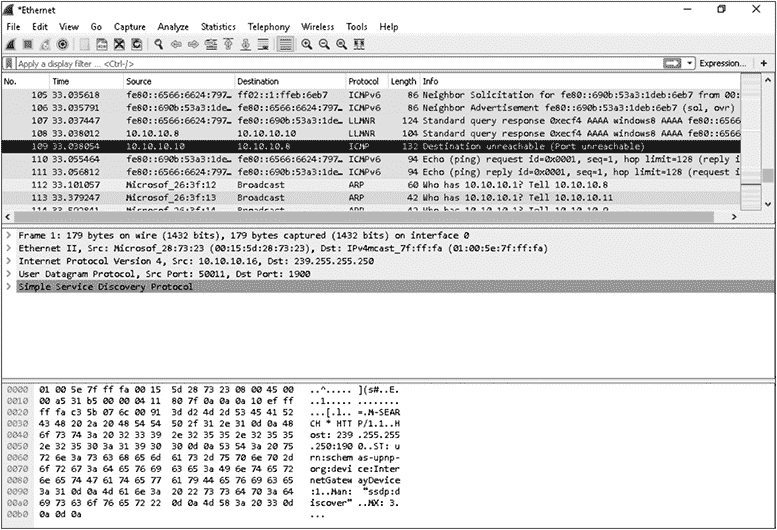 *Ethernet
File Edit View Go Capture Analyze Statistics Telephony Wireless Tools Help
Apply a display filter ... <Ctrl-/> Expression... +
No. Time Source Destination Protocol Length Info
105 33.035618 fe80::6566:6624:797… ff02::1:ffeb:6eb7 ICMPv6 86 Neighbor Solicitation for fe80::690b:53a3:1deb:6eb7 from 00:
106 33.035791 fe80::690b:53a3:1de… fe80::6566:6624:797… ICMPv6 86 Neighbor Advertisement fe80::690b:53a3:1deb:6eb7 (sol, ovr)
107 33.037447 fe80::6566:6624:797… fe80::690b:53a3:1de… LLMNR 124 Standard query response 0xecf4 AAAA windows8 AAAA fe80::6566
108 33.038012 10.10.10.8 10.10.10.10 LLMNR 104 Standard query response 0xecf4 AAAA windows8 AAAA fe80::6566
109 33.038054 10.10.10.10 10.10.10.8 ICMP 132 Destination unreachable (Port unreachable)
110 33.055464 fe80::690b:53a3:1de… fe80::6566:6624:797… ICMPv6 94 Echo (ping) request id=0x0001, seq=1, hop limit=128 (reply i
111 33.056812 fe80::6566:6624:797… fe80::690b:53a3:1de… ICMPv6 94 Echo (ping) reply id=0x0001, seq=1, hop limit=128 (request i
112 33.101057 Microsof_26:3f:12 Broadcast ARP 60 Who has 10.10.10.1? Tell 10.10.10.8
113 33.379247 Microsof_26:3f:13 Broadcast ARP 42 Who has 10.10.10.1? Tell 10.10.10.11
Frame 1: 179 bytes on wire (1432 bits), 179 bytes captured (1432 bits) on interface 0
Ethernet II, Src: Microsof_28:73:23 (00:15:5d:28:73:23), Dst: IPv4mcast_7f:ff:fa (01:00:5e:7f:ff:fa)
Internet Protocol Version 4, Src: 10.10.10.16, Dst: 239.255.255.250
User Datagram Protocol, Src Port: 50011, Dst Port: 1900
Simple Service Discovery Protocol
0000 01 00 5e 7f ff fa 00 15 5d 28 73 23 08 00 45 00 ..^..... ](s#..E.
0010 00 a5 31 b5 00 00 04 11 80 7f 0a 0a 0a 10 ef ff ..1..... ........
0020 ff fa c3 5b 07 6c 00 91 3d d2 4d 2d 53 45 41 52 ...[.l.. =.M-SEAR
0030 43 48 20 2a 20 48 54 54 50 2f 31 2e 31 0d 0a 48 CH * HTT P/1.1..H
0040 6f 73 74 3a 32 33 39 2e 32 35 35 2e 32 35 35 ost: 239 .255.255
0050 2e 32 35 30 3a 31 39 30 30 0d 0a 53 54 3a 20 75 .250:190 0..ST: u
0060 72 6e 3a 73 63 68 65 6d 61 73 2d 75 70 6e 70 2d rn:schem as-upnp-
0070 6f 72 67 3a 64 65 76 69 63 65 3a 49 6e 74 65 72 org:devi ce:Inter
0080 6e 65 74 47 61 74 65 77 61 79 44 65 76 69 63 65 netGatew ayDevice
0090 3a 31 0d 0a 4d 61 6e 3a 20 22 73 73 64 70 3a 64 :1..Man: "ssdp:d
00a0 69 73 63 6f 76 65 72 22 0d 0a 4d 58 3a 20 33 0d iscover" ..MX: 3.
00b0 0a 0d 0a ...